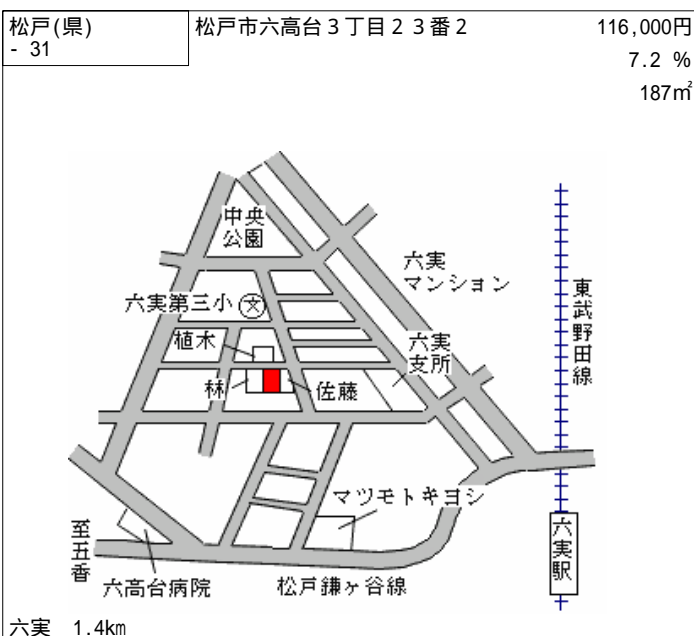 松戸(県)
- 31
松戸市六高台３丁目２３番２
116,000円
7.2 %
187㎡
中央
公園
六実
マンション
東武野田線
六実第三小
文
植木
六実
支所
林
佐藤
マツモトキヨシ
至五香
六高台病院
松戸鎌ヶ谷線
六実駅
六実 1.4km